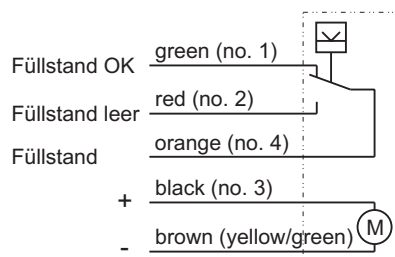 Füllstand OK green (no. 1)
Füllstand leer red (no. 2)
Füllstand orange (no. 4)
+ black (no. 3)
M
- brown (yellow/green)